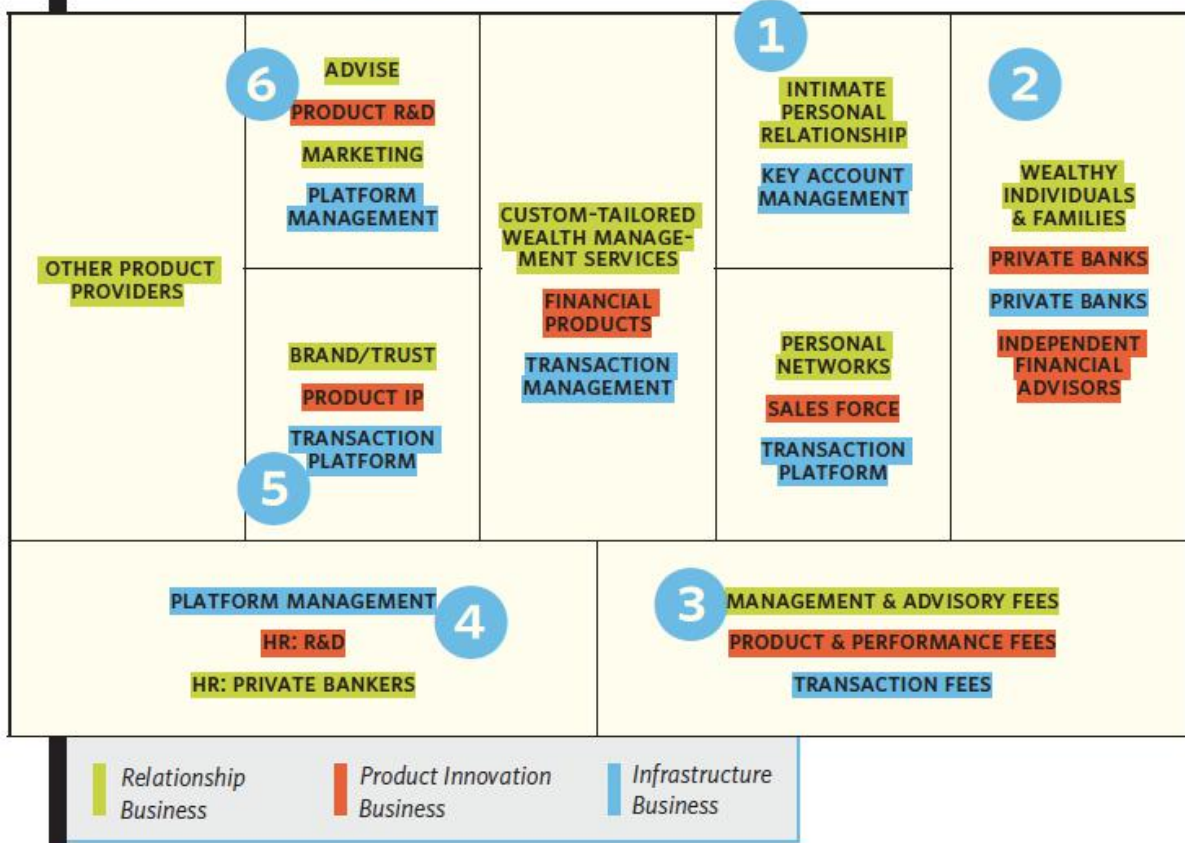 OTHER PRODUCT
PROVIDERS
6
ADVISE
PRODUCT R&D
MARKETING
PLATFORM
MANAGEMENT
BRAND/TRUST
PRODUCT IP
TRANSACTION
PLATFORM
5
CUSTOM-TAILORED
WEALTH MANAGE-
MENT SERVICES
FINANCIAL
PRODUCTS
TRANSACTION
MANAGEMENT
1
INTIMATE
PERSONAL
RELATIONSHIP
KEY ACCOUNT
MANAGEMENT
PERSONAL
NETWORKS
SALES FORCE
TRANSACTION
PLATFORM
2
WEALTHY
INDIVIDUALS
& FAMILIES
PRIVATE BANKS
PRIVATE BANKS
INDEPENDENT
FINANCIAL
ADVISORS
PLATFORM MANAGEMENT
4
HR: R&D
HR: PRIVATE BANKERS
3
MANAGEMENT & ADVISORY FEES
PRODUCT & PERFORMANCE FEES
TRANSACTION FEES
Relationship
Business
Product Innovation
Business
Infrastructure
Business